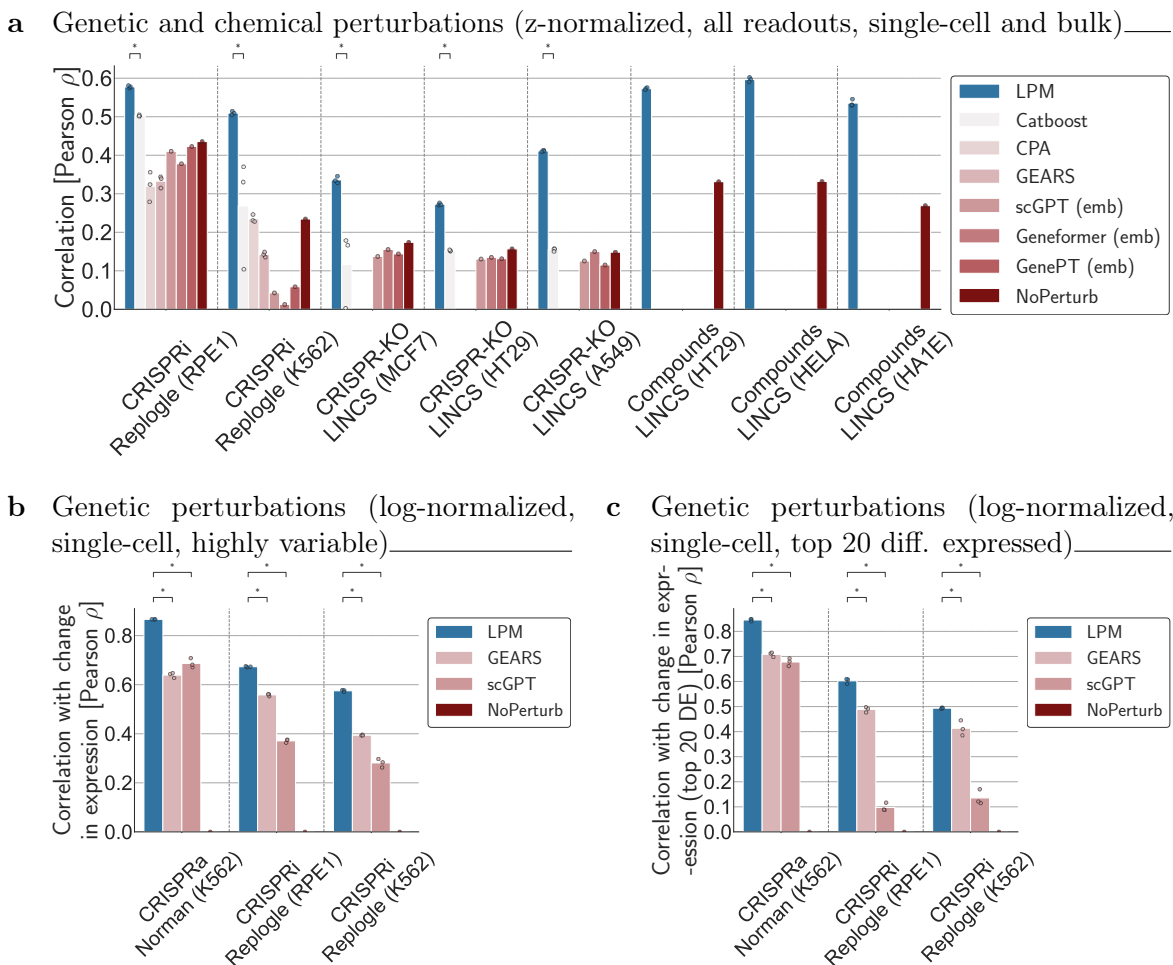 a Genetic and chemical perturbations (z-normalized, all readouts, single-cell and bulk)
* * * * *
Correlation [Pearson ρ]
0.6
0.5
0.4
0.3
0.2
0.1
0.0
LPM
Catboost
CPA
GEARS
scGPT (emb)
Geneformer (emb)
GenePT (emb)
NoPerturb
CRISPRi
Replogle (RPE1)
CRISPRi
Replogle (K562)
CRISPR-KO
LINCS (MCF7)
CRISPR-KO
LINCS (HT29)
CRISPR-KO
LINCS (A549)
Compounds
LINCS (HT29)
Compounds
LINCS (HELA)
Compounds
LINCS (HA1E)
b Genetic perturbations (log-normalized,
single-cell, highly variable)
* * *
* * *
Correlation with change
in expression [Pearson ρ]
0.8
0.6
0.4
0.2
0.0
LPM
GEARS
scGPT
NoPerturb
CRISPRa
Norman (K562)
CRISPRi
Replogle (RPE1)
CRISPRi
Replogle (K562)
c Genetic perturbations (log-normalized,
single-cell, top 20 diff. expressed)
* * *
* * *
Correlation with change in expr-
-ession (top 20 DE) [Pearson ρ]
0.8
0.7
0.6
0.5
0.4
0.3
0.2
0.1
0.0
LPM
GEARS
scGPT
NoPerturb
CRISPRa
Norman (K562)
CRISPRi
Replogle (RPE1)
CRISPRi
Replogle (K562)